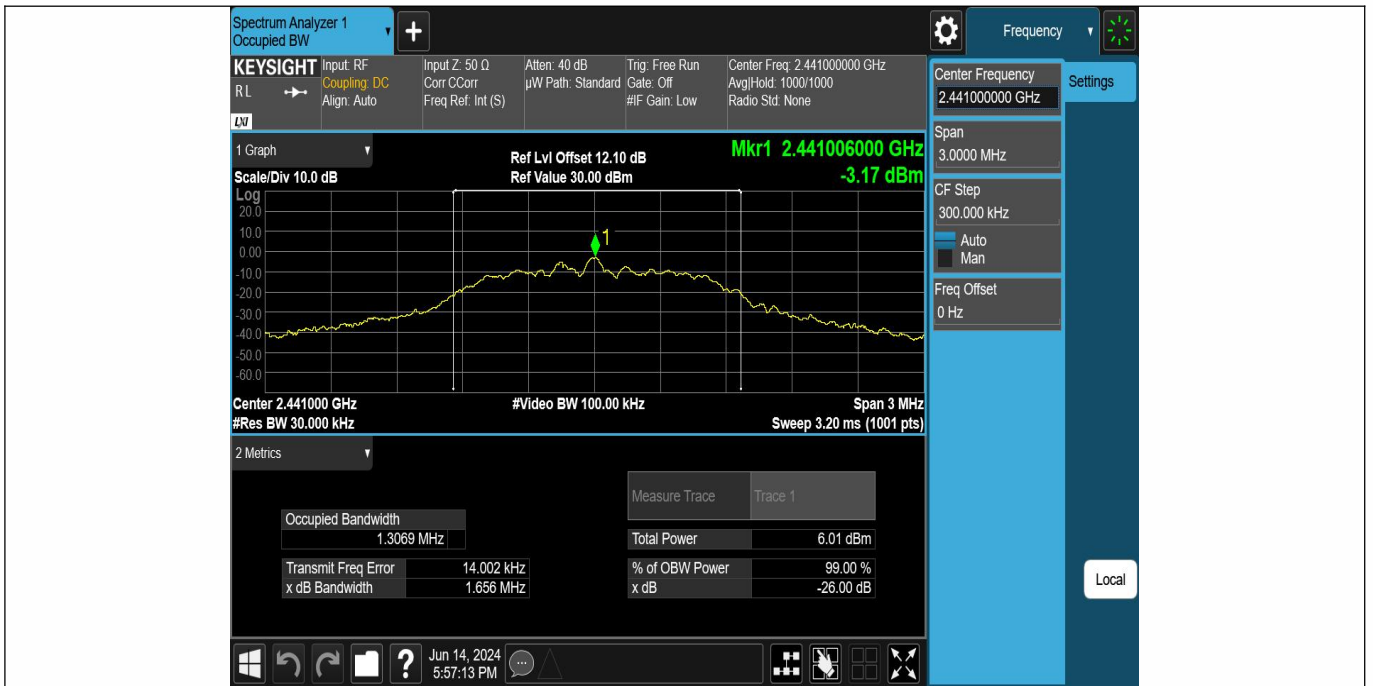 Spectrum Analyzer 1
Occupied BW
+
Frequency
KEYSIGHT
RL
LXI
Input: RF
Coupling: DC
Align: Auto
Input Z: 50 Ω
Corr CCorr
Freq Ref: Int (S)
Atten: 40 dB
µW Path: Standard
Trig: Free Run
Gate: Off
#IF Gain: Low
Center Freq: 2.441000000 GHz
Avg|Hold: 1000/1000
Radio Std: None
Center Frequency
2.441000000 GHz
Settings
Span
3.0000 MHz
CF Step
300.000 kHz
Auto
Man
Freq Offset
0 Hz
Local
1 Graph
Scale/Div 10.0 dB
Ref Lvl Offset 12.10 dB
Ref Value 30.00 dBm
Mkr1 2.441006000 GHz
-3.17 dBm
Log
20.0
10.0
0.00
-10.0
-20.0
-30.0
-40.0
-50.0
-60.0
1
Center 2.441000 GHz
#Res BW 30.000 kHz
#Video BW 100.00 kHz
Span 3 MHz
Sweep 3.20 ms (1001 pts)
2 Metrics
Measure Trace Trace 1
Occupied Bandwidth
1.3069 MHz
Total Power 6.01 dBm
Transmit Freq Error 14.002 kHz
% of OBW Power 99.00 %
x dB Bandwidth 1.656 MHz
x dB -26.00 dB
?
Jun 14, 2024
5:57:13 PM